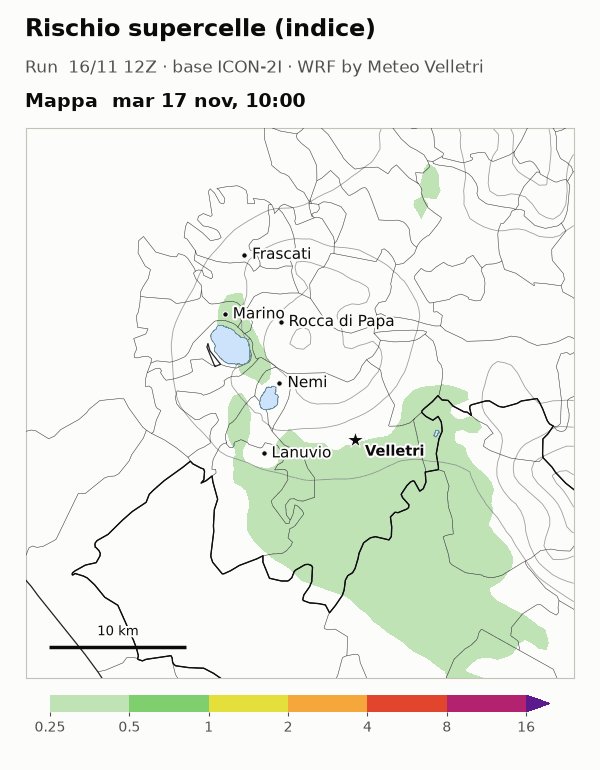 Rischio supercelle (indice)
Run  16/11 12Z · base ICON-2I · WRF by Meteo Velletri
Mappa  mar 17 nov, 10:00
Frascati
Marino
Rocca di Papa
Nemi
Velletri
Lanuvio
10 km
0.25 0.5 1 2 4 8 16